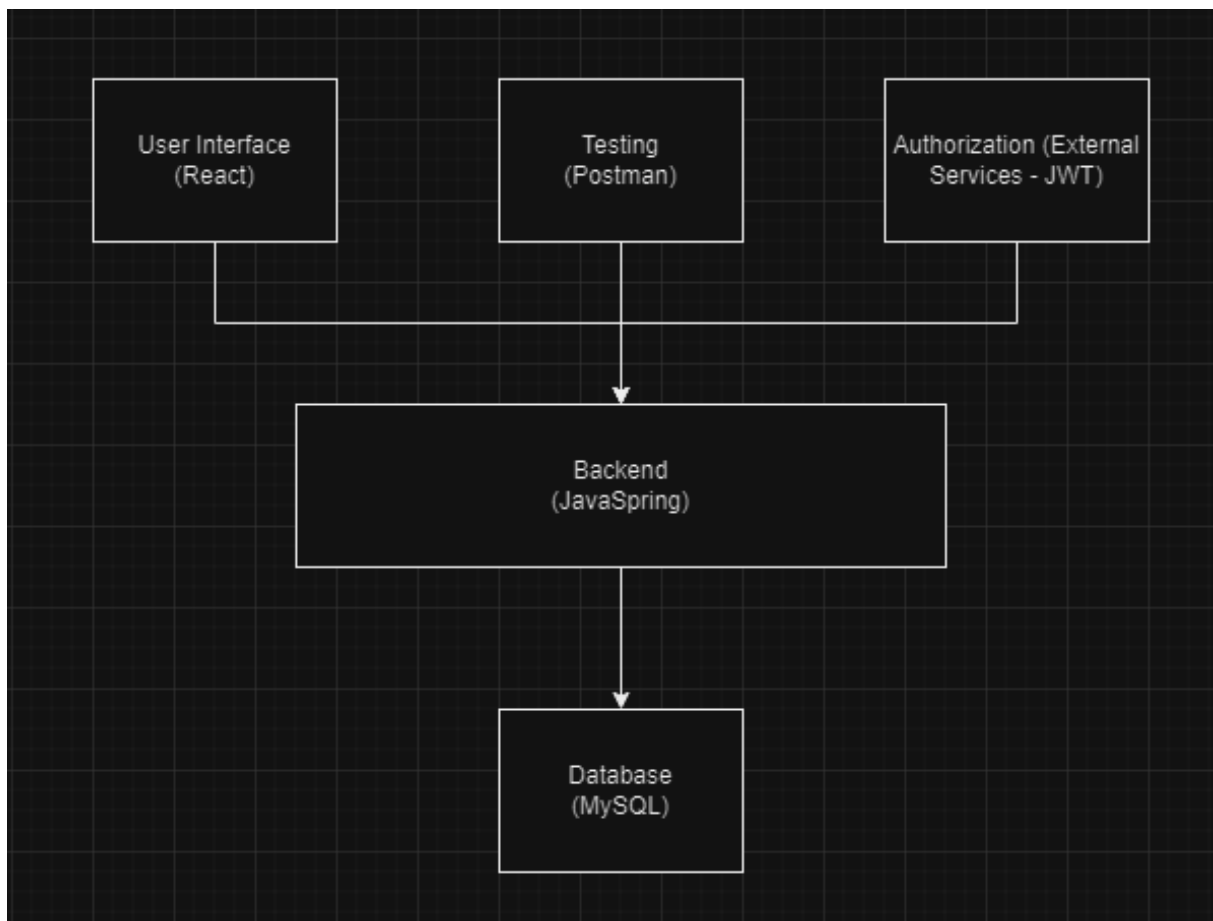 User Interface
(React)
Testing
(Postman)
Authorization (External
Services - JWT)
Backend
(JavaSpring)
Database
(MySQL)